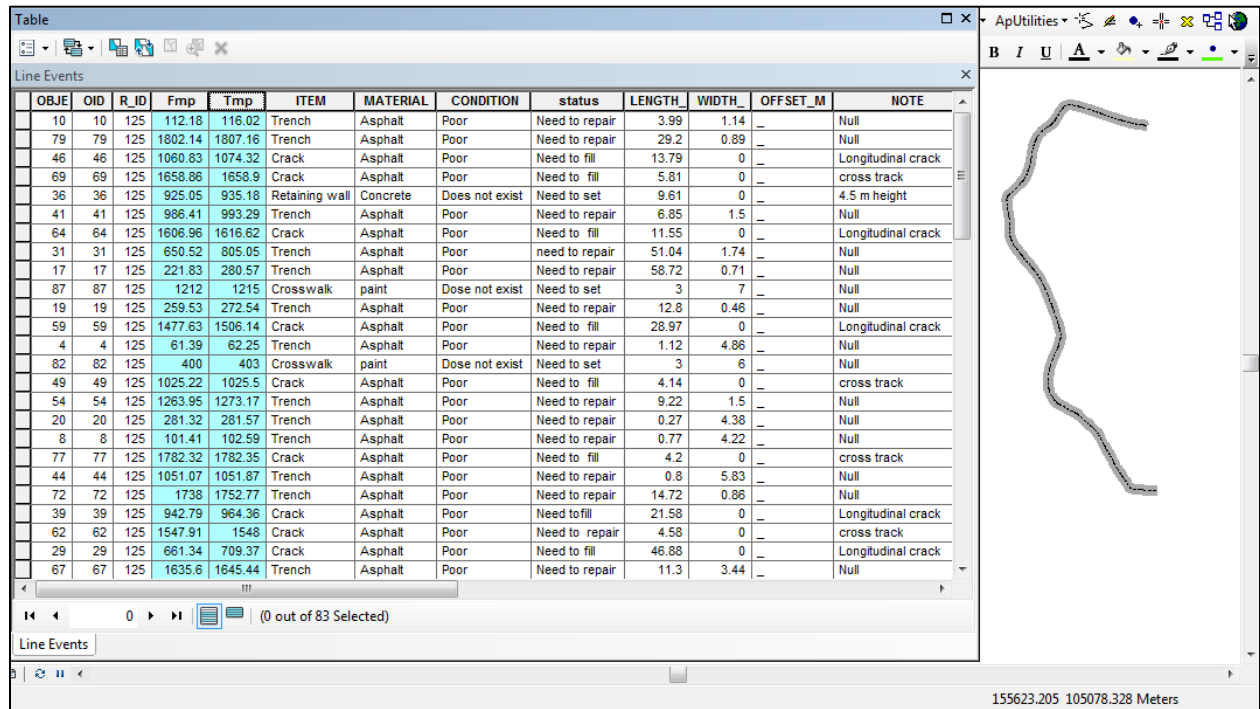 Table
ApUtilities
B I U A
Line Events
OBJE OID R_ID Fmp Tmp ITEM MATERIAL CONDITION status LENGTH_ WIDTH_ OFFSET_M NOTE
10 10 125 112.18 116.02 Trench Asphalt Poor Need to repair 3.99 1.14 _ Null
79 79 125 1802.14 1807.16 Trench Asphalt Poor Need to repair 29.2 0.89 _ Null
46 46 125 1060.83 1074.32 Crack Asphalt Poor Need to fill 13.79 0 _ Longitudinal crack
69 69 125 1658.86 1658.9 Crack Asphalt Poor Need to fill 5.81 0 _ cross track
36 36 125 925.05 935.18 Retaining wall Concrete Does not exist Need to set 9.61 0 _ 4.5 m height
41 41 125 986.41 993.29 Trench Asphalt Poor Need to repair 6.85 1.5 _ Null
64 64 125 1606.96 1616.62 Crack Asphalt Poor Need to fill 11.55 0 _ Longitudinal crack
31 31 125 650.52 805.05 Trench Asphalt Poor need to repair 51.04 1.74 _ Null
17 17 125 221.83 280.57 Trench Asphalt Poor Need to repair 58.72 0.71 _ Null
87 87 125 1212 1215 Crosswalk paint Dose not exist Need to set 3 7 _ Null
19 19 125 259.53 272.54 Trench Asphalt Poor Need to repair 12.8 0.46 _ Null
59 59 125 1477.63 1506.14 Crack Asphalt Poor Need to fill 28.97 0 _ Longitudinal crack
4 4 125 61.39 62.25 Trench Asphalt Poor Need to repair 1.12 4.86 _ Null
82 82 125 400 403 Crosswalk paint Dose not exist Need to set 3 6 _ Null
49 49 125 1025.22 1025.5 Crack Asphalt Poor Need to fill 4.14 0 _ cross track
54 54 125 1263.95 1273.17 Trench Asphalt Poor Need to repair 9.22 1.5 _ Null
20 20 125 281.32 281.57 Trench Asphalt Poor Need to repair 0.27 4.38 _ Null
8 8 125 101.41 102.59 Trench Asphalt Poor Need to repair 0.77 4.22 _ Null
77 77 125 1782.32 1782.35 Crack Asphalt Poor Need to fill 4.2 0 _ cross track
44 44 125 1051.07 1051.87 Trench Asphalt Poor Need to repair 0.8 5.83 _ Null
72 72 125 1738 1752.77 Trench Asphalt Poor Need to repair 14.72 0.86 _ Null
39 39 125 942.79 964.36 Crack Asphalt Poor Need tofill 21.58 0 _ Longitudinal crack
62 62 125 1547.91 1548 Crack Asphalt Poor Need to repair 4.58 0 _ cross track
29 29 125 661.34 709.37 Crack Asphalt Poor Need to fill 46.88 0 _ Longitudinal crack
67 67 125 1635.6 1645.44 Trench Asphalt Poor Need to repair 11.3 3.44 _ Null
0 (0 out of 83 Selected)
Line Events
155623.205 105078.328 Meters